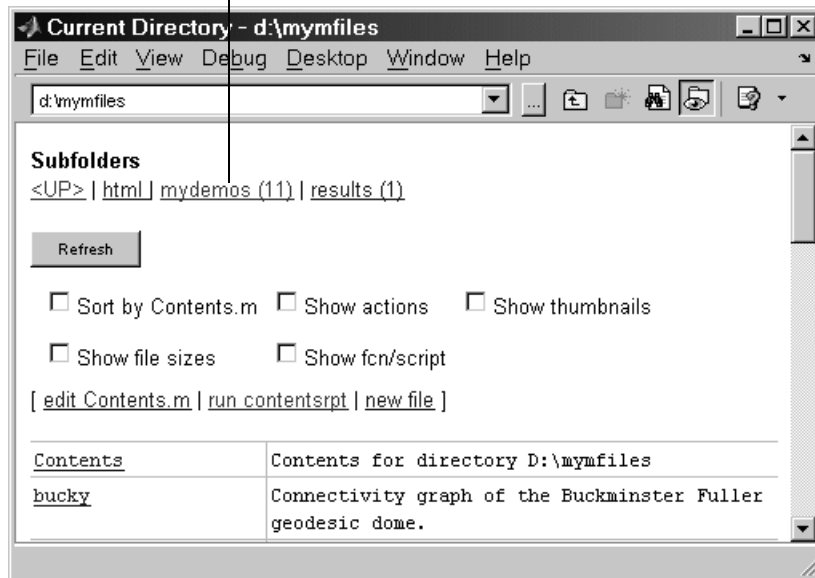 Current Directory - d:\mymfiles
File Edit View Debug Desktop Window Help
d:\mymfiles ...
Subfolders
<UP> | html | mydemos (11) | results (1)
Refresh
Sort by Contents.m Show actions Show thumbnails
Show file sizes Show fcn/script
[ edit Contents.m | run contentsrpt | new file ]
Contents Contents for directory D:\mymfiles
bucky Connectivity graph of the Buckminster Fuller
geodesic dome.